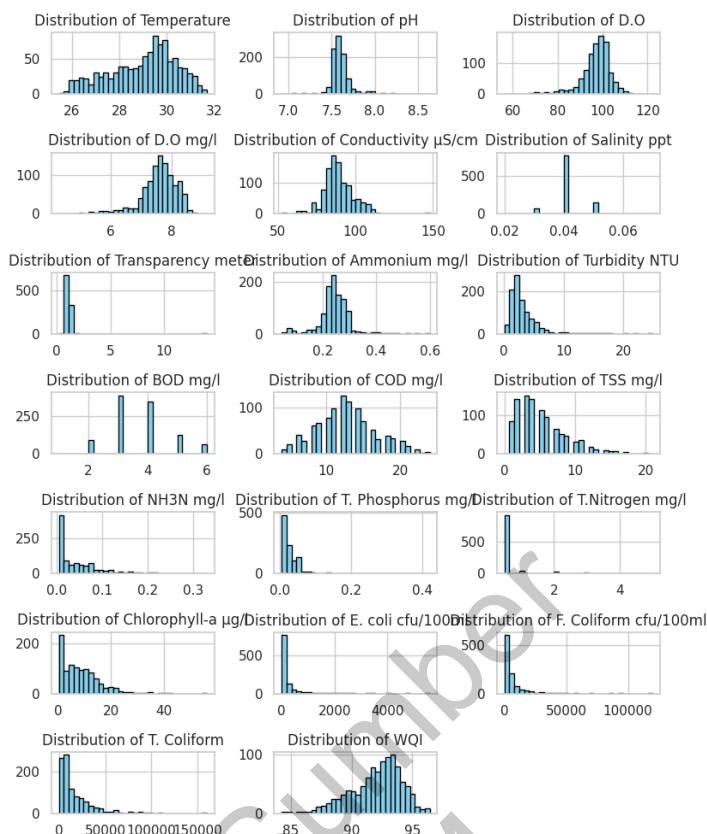 Distribution of Temperature Distribution of pH Distribution of D.O
50 0 26 28 30 32
200 0 7.0 7.5 8.0 8.5
100 0 60 80 100 120
Distribution of D.O mg/l Distribution of Conductivity µS/cm Distribution of Salinity ppt
100 0 6 8
100 0 50 100 150
500 0 0.02 0.04 0.06
Distribution of Transparency meter Distribution of Ammonium mg/l Distribution of Turbidity NTU
500 0 0 5 10
200 0 0.2 0.4 0.6
200 0 0 10 20
Distribution of BOD mg/l Distribution of COD mg/l Distribution of TSS mg/l
250 0 2 4 6
100 0 10 20
100 0 0 10 20
Distribution of NH3N mg/l Distribution of T. Phosphorus mg/l Distribution of T.Nitrogen mg/l
250 0 0.0 0.1 0.2 0.3
500 0 0.0 0.2 0.4
500 0 0 2 4
Distribution of Chlorophyll-a µg/l Distribution of E. coli cfu/100ml Distribution of F. Coliform cfu/100ml
200 0 0 20 40
500 0 0 2000 4000
500 0 0 50000 100000
Distribution of T. Coliform Distribution of WQI
200 0 0 50000 100000 150000
100 0 85 90 95